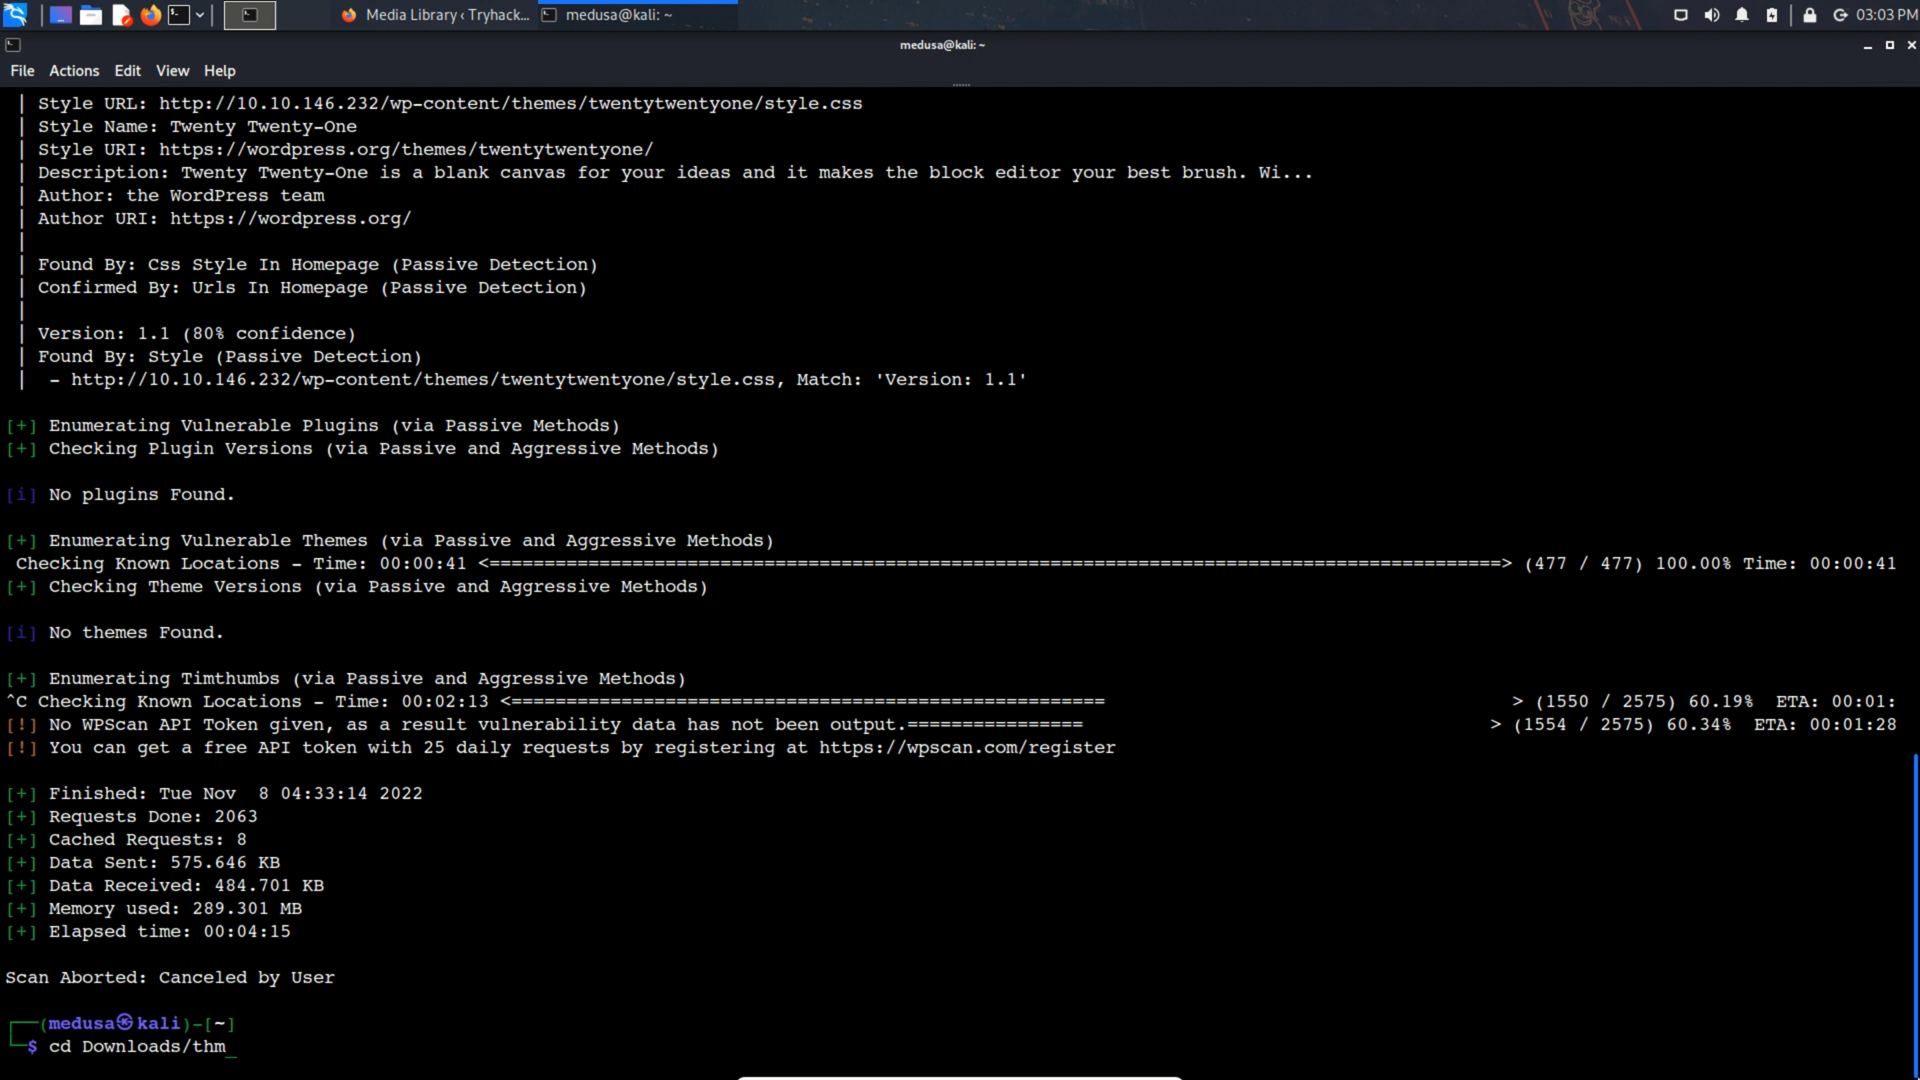 Media Library ‹ Tryhack...
medusa@kali: ~
03:03 PM
medusa@kali: ~
File Actions Edit View Help
| Style URL: http://10.10.146.232/wp-content/themes/twentytwentyone/style.css
| Style Name: Twenty Twenty-One
| Style URI: https://wordpress.org/themes/twentytwentyone/
| Description: Twenty Twenty-One is a blank canvas for your ideas and it makes the block editor your best brush. Wi...
| Author: the WordPress team
| Author URI: https://wordpress.org/
|
| Found By: Css Style In Homepage (Passive Detection)
| Confirmed By: Urls In Homepage (Passive Detection)
|
| Version: 1.1 (80% confidence)
| Found By: Style (Passive Detection)
|  - http://10.10.146.232/wp-content/themes/twentytwentyone/style.css, Match: 'Version: 1.1'
[+] Enumerating Vulnerable Plugins (via Passive Methods)
[+] Checking Plugin Versions (via Passive and Aggressive Methods)
[i] No plugins Found.
[+] Enumerating Vulnerable Themes (via Passive and Aggressive Methods)
Checking Known Locations - Time: 00:00:41 <============================================================================================> (477 / 477) 100.00% Time: 00:00:41
[+] Checking Theme Versions (via Passive and Aggressive Methods)
[i] No themes Found.
[+] Enumerating Timthumbs (via Passive and Aggressive Methods)
^C Checking Known Locations - Time: 00:02:13 <====================================================== > (1550 / 2575) 60.19%  ETA: 00:01:
[!] No WPScan API Token given, as a result vulnerability data has not been output.================ > (1554 / 2575) 60.34%  ETA: 00:01:28
[!] You can get a free API token with 25 daily requests by registering at https://wpscan.com/register
[+] Finished: Tue Nov  8 04:33:14 2022
[+] Requests Done: 2063
[+] Cached Requests: 8
[+] Data Sent: 575.646 KB
[+] Data Received: 484.701 KB
[+] Memory used: 289.301 MB
[+] Elapsed time: 00:04:15
Scan Aborted: Canceled by User
┌──(medusa㉿kali)-[~]
└─$ cd Downloads/thm_